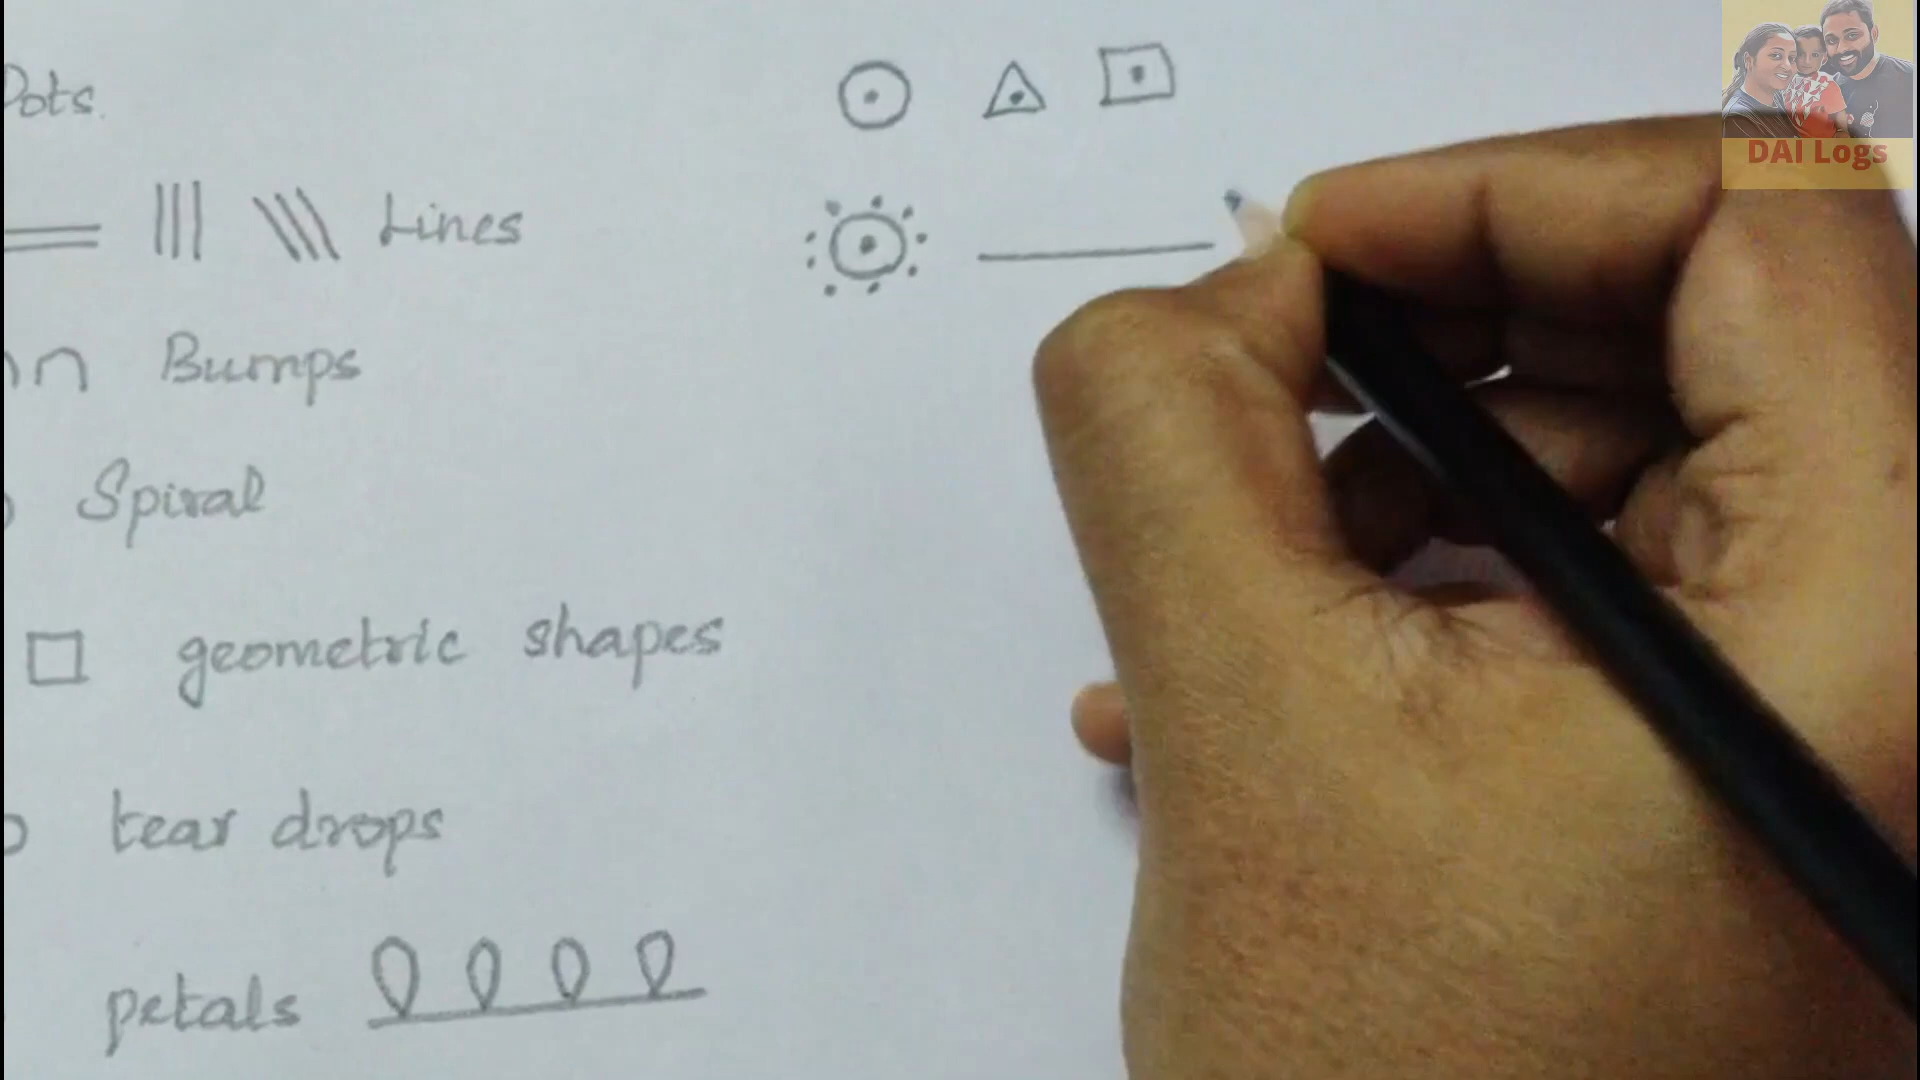 Dots.
Lines
Bumps
Spiral
geometric shapes
tear drops
petals
DAI Logs